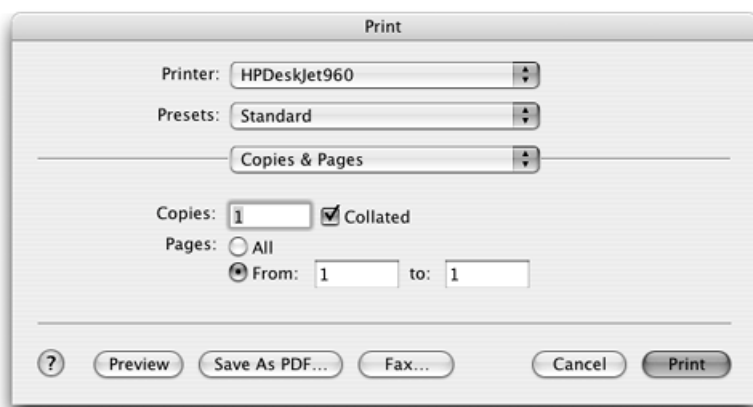 Print
Printer: HPDeskJet960
Presets: Standard
Copies & Pages
Copies: 1 Collated
Pages: All
From: 1 to: 1
? Preview Save As PDF... Fax... Cancel Print